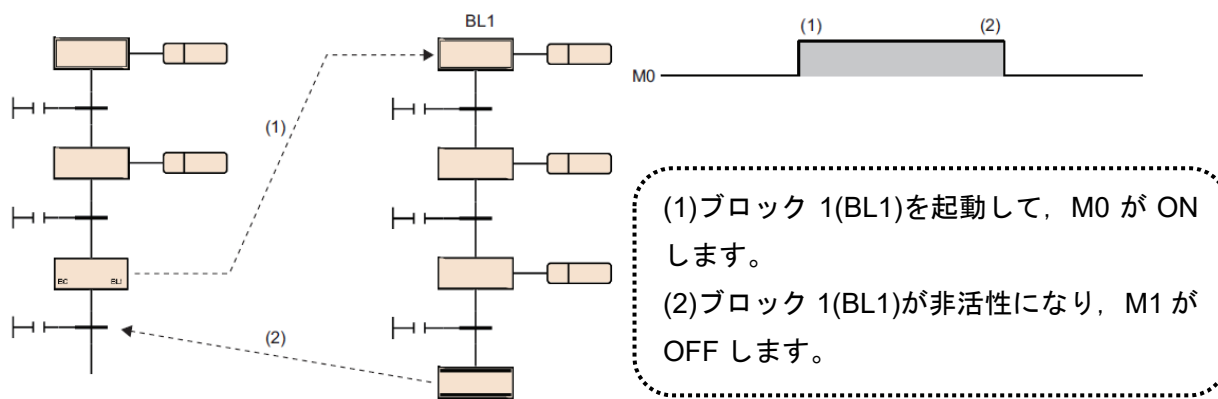 BL1
(1)
(2)
M0
(1)
BC BLI
(2)
(1)ブロック 1(BL1)を起動して，M0 が ON
します。
(2)ブロック 1(BL1)が非活性になり，M1 が
OFF します。